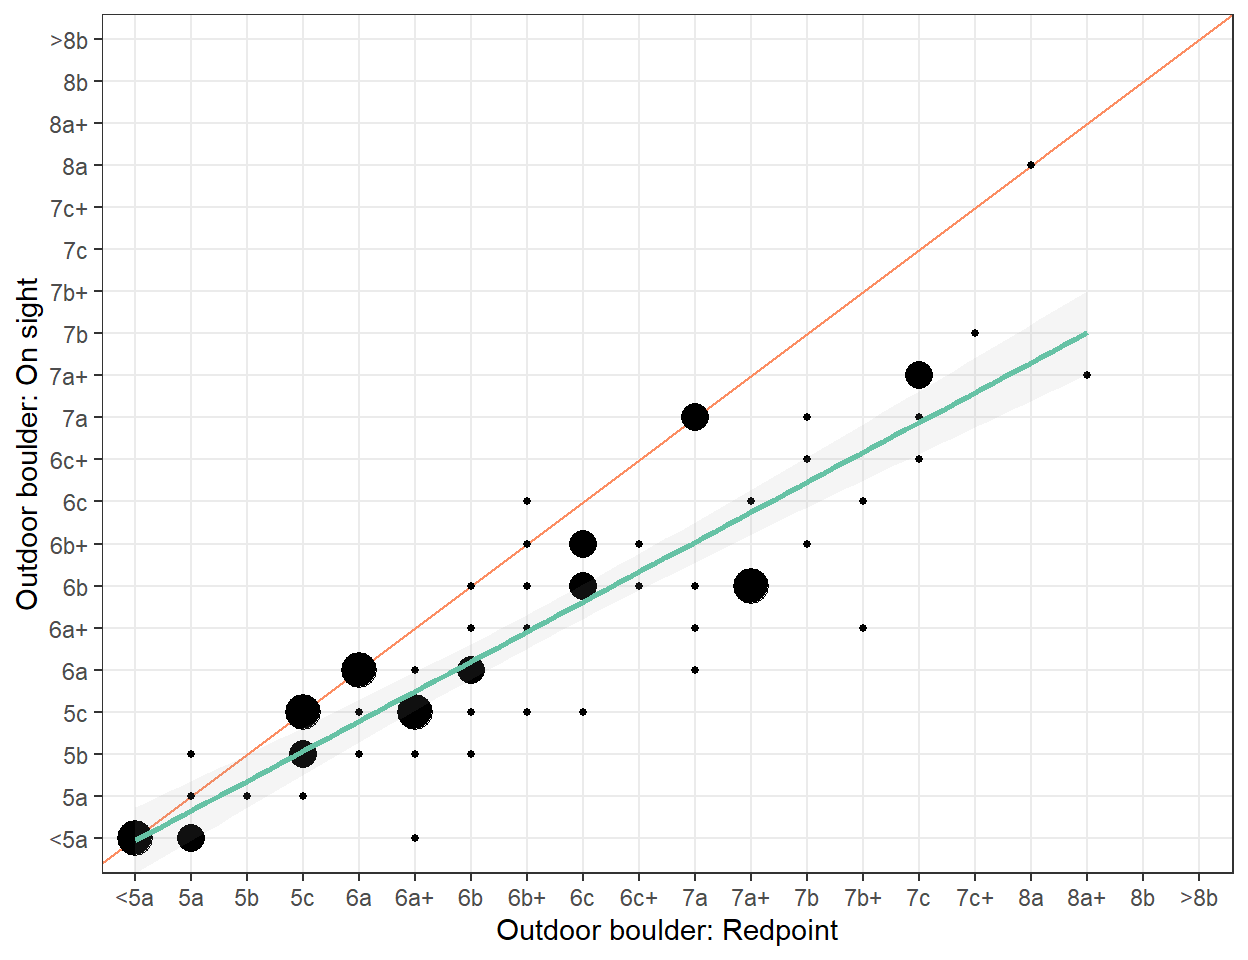 >8b
8b
8a+
8a
7c+
7c
7b+
7b
7a+
7a
6c+
6c
6b+
6b
6a+
6a
5c
5b
5a
<5a
Outdoor boulder: On sight
<5a 5a 5b 5c 6a 6a+ 6b 6b+ 6c 6c+ 7a 7a+ 7b 7b+ 7c 7c+ 8a 8a+ 8b >8b
Outdoor boulder: Redpoint